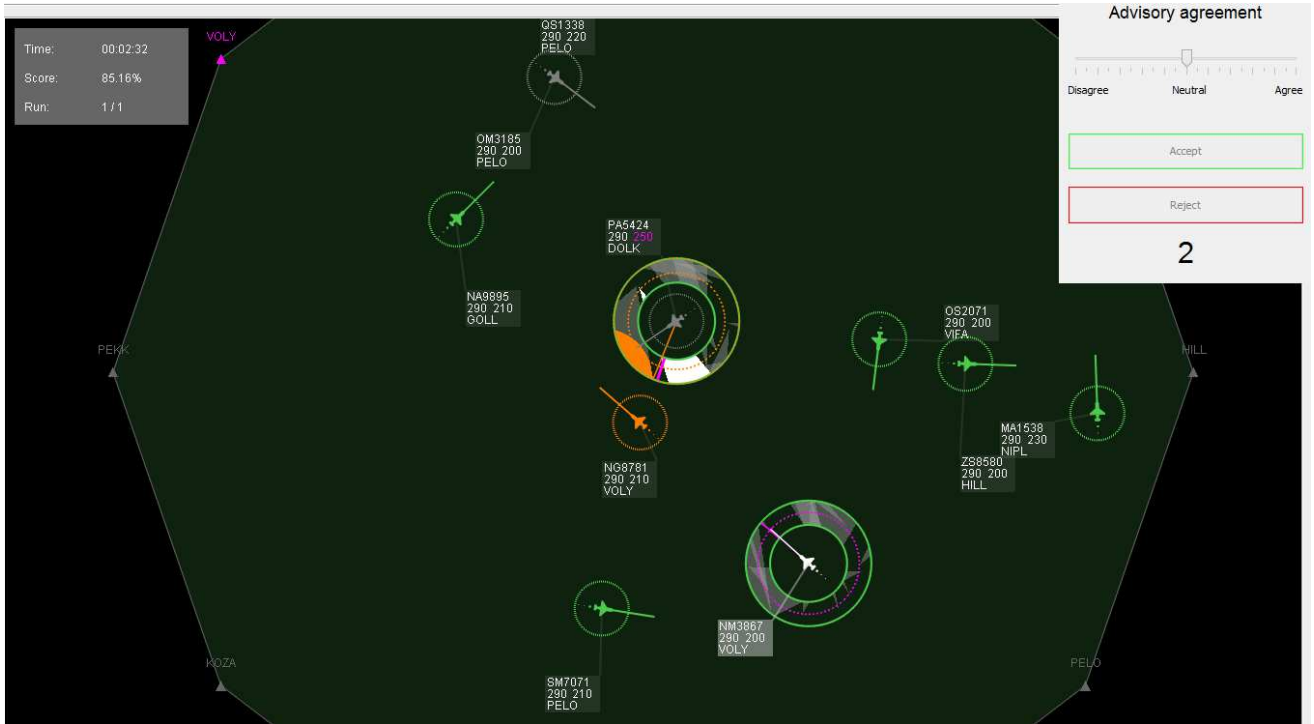 Time: 00:02:32
Score: 85.16%
Run: 1 / 1
VOLY
QS1338
290 220
PELO
Advisory agreement
Disagree Neutral Agree
Accept
Reject
2
OM3185
290 200
PELO
PA5424
290 250
DOLK
NA9895
290 210
GOLL
OS2071
290 200
VIFA
PEKK
HILL
MA1538
290 230
NIPL
ZS8580
290 200
HILL
NG8781
290 210
VOLY
NM3867
290 200
VOLY
KOZA
PELO
SM7071
290 210
PELO